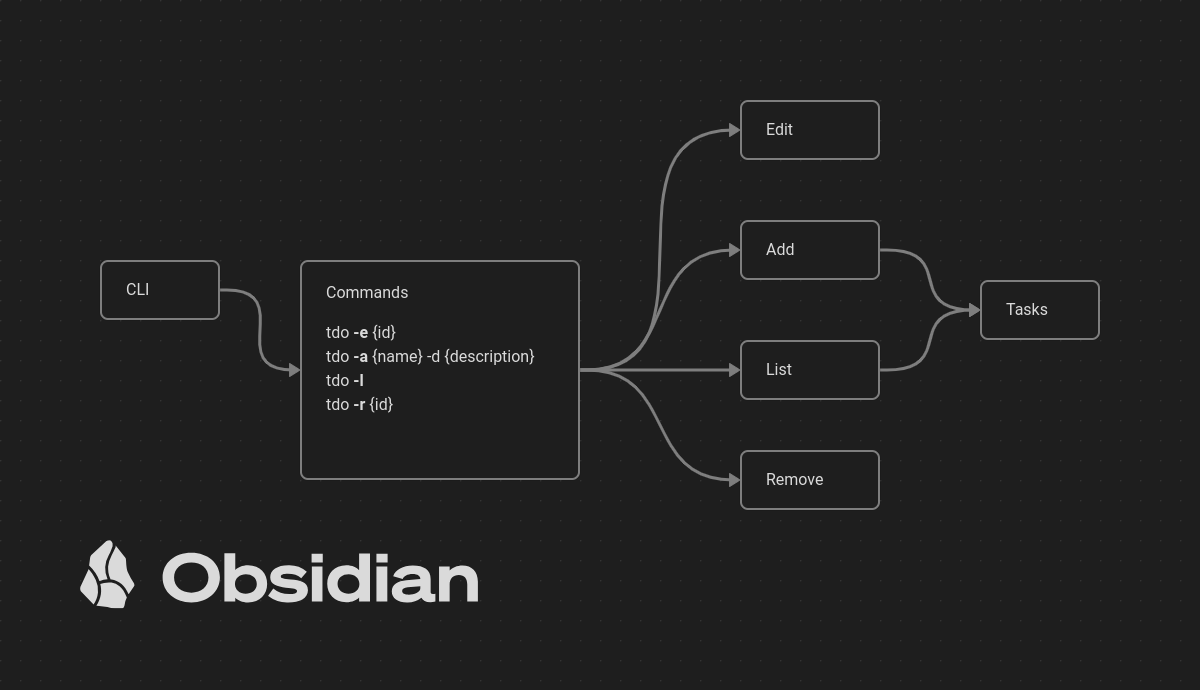 Edit
Add
CLI
Commands
tdo -e {id}
tdo -a {name} -d {description}
tdo -l
tdo -r {id}
Tasks
List
Remove
Obsidian